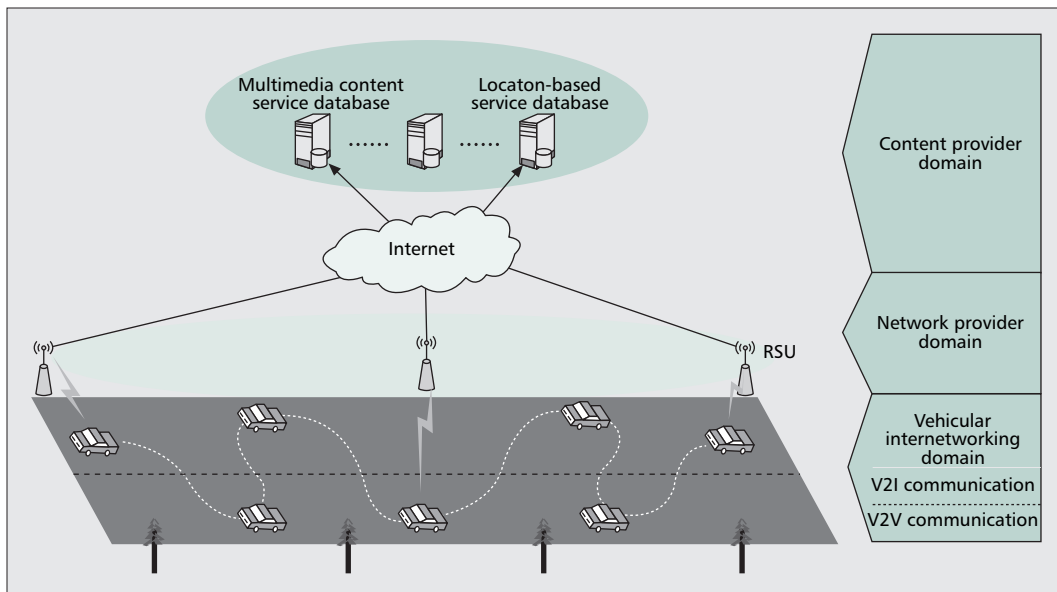 Multimedia content
service database
Locaton-based
service database
Internet
RSU
Content provider
domain
Network provider
domain
Vehicular
internetworking
domain
V2I communication
V2V communication